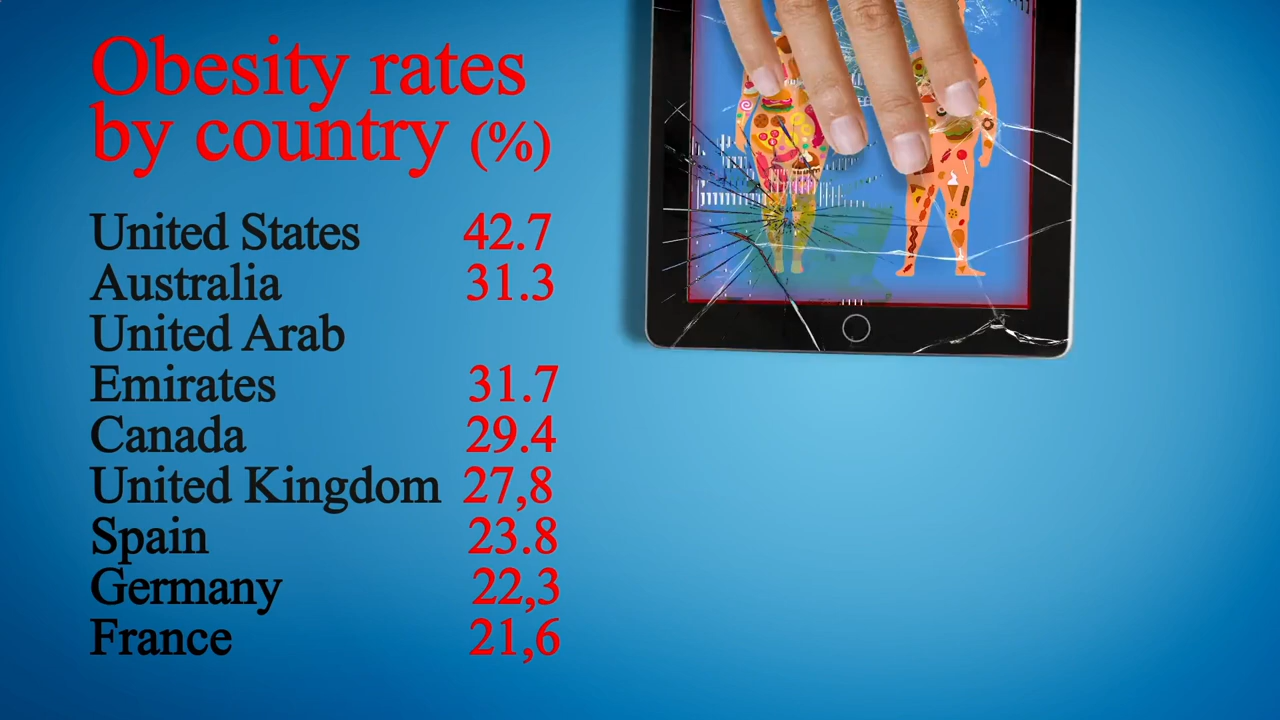 Obesity rates
by country (%)
United States 42.7
Australia 31.3
United Arab
Emirates 31.7
Canada 29.4
United Kingdom 27,8
Spain 23.8
Germany 22,3
France 21,6